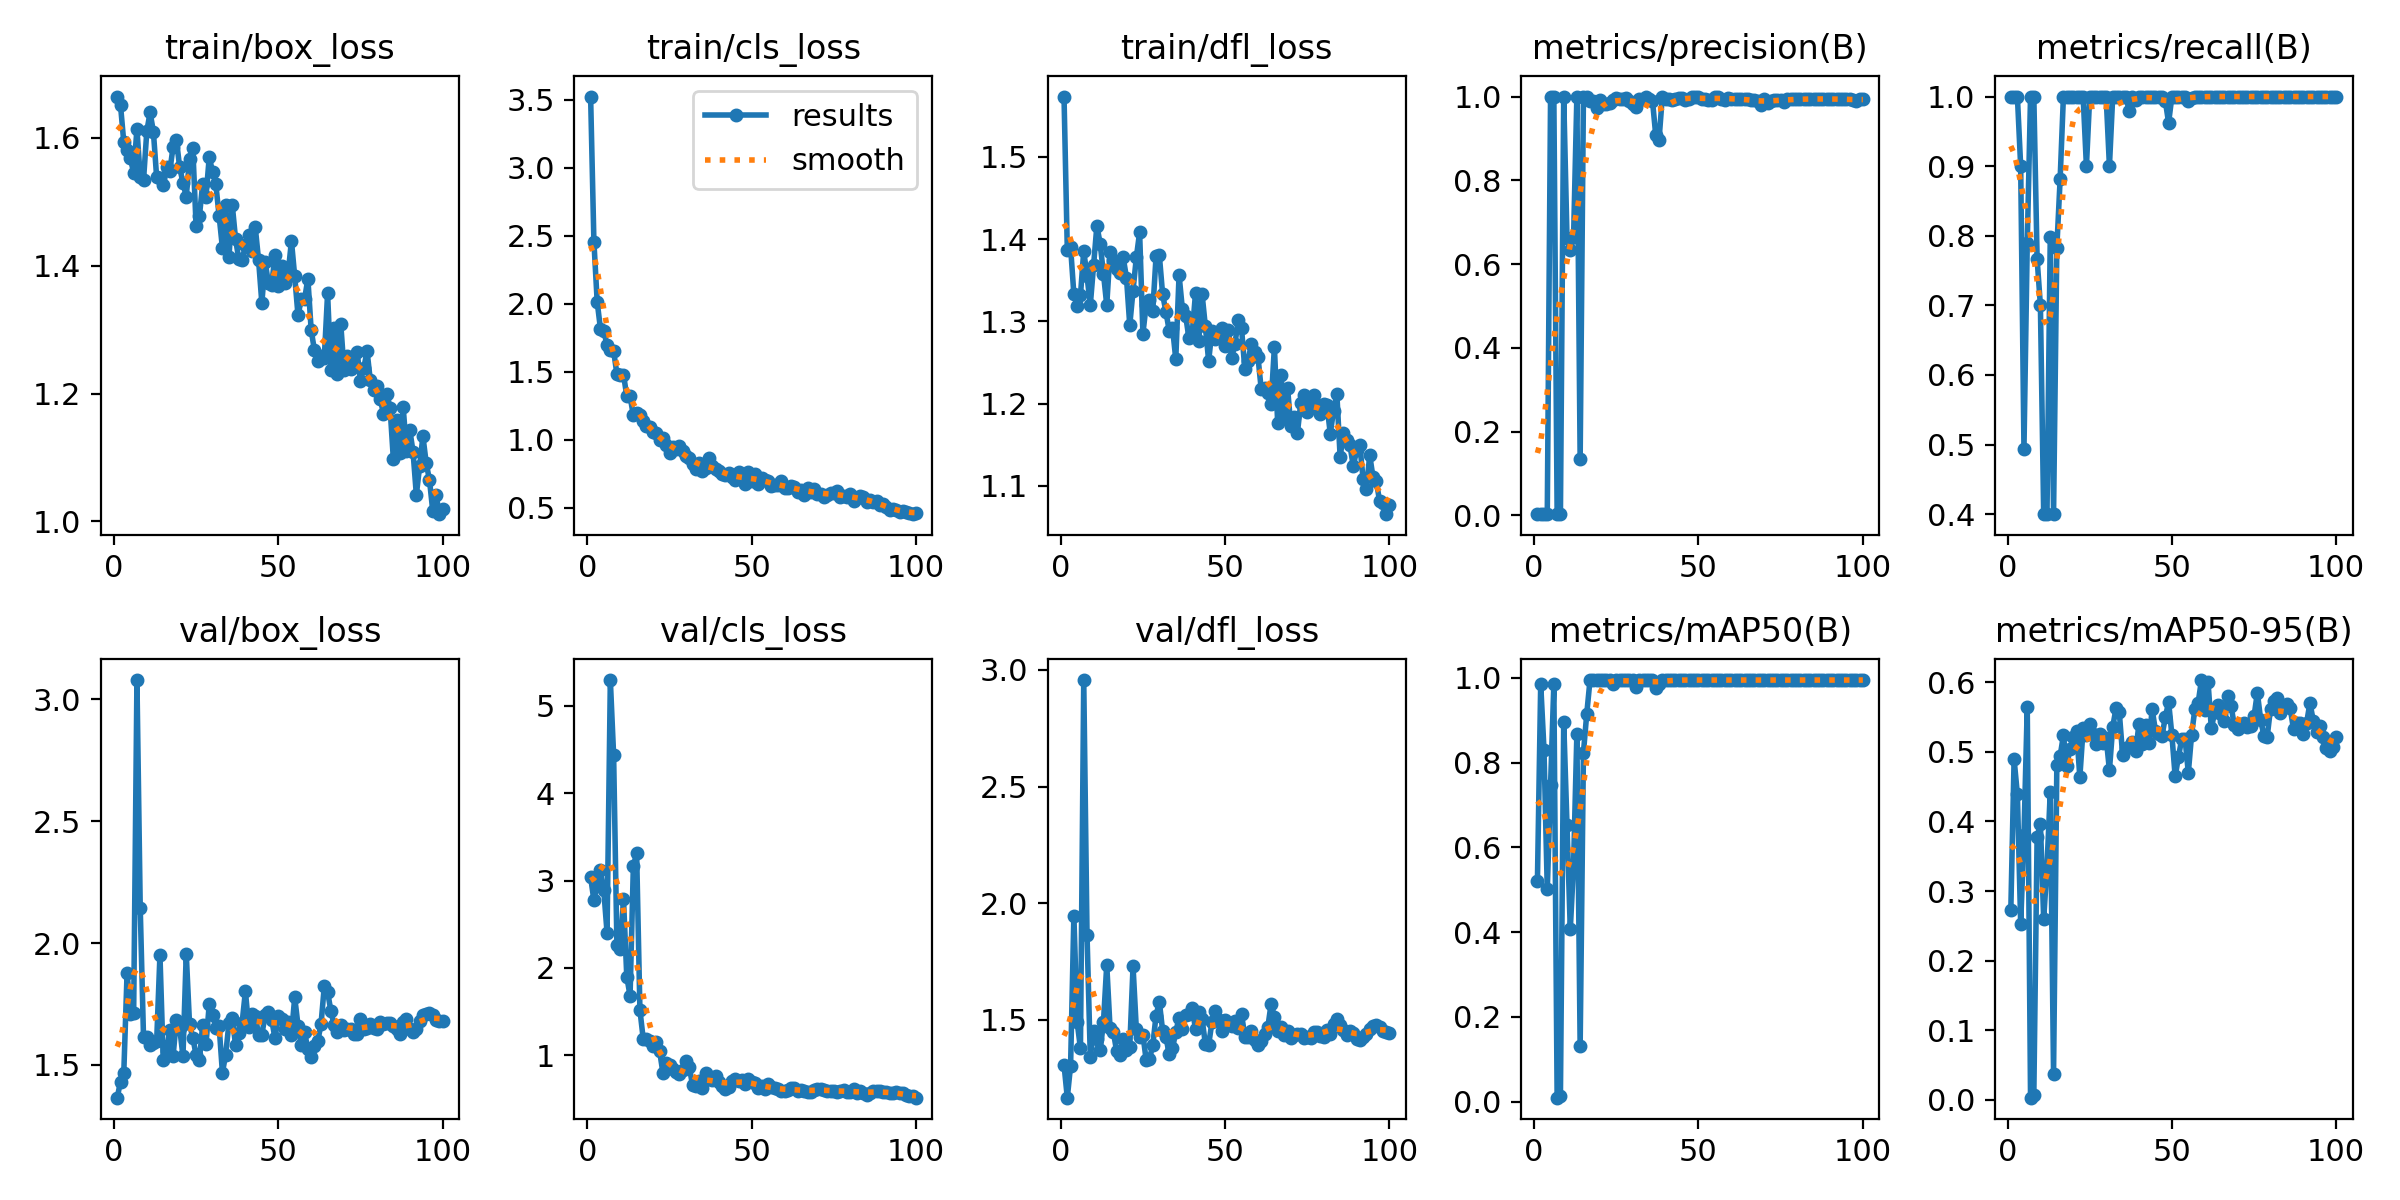 train/box_loss
1.6
1.4
1.2
1.0
0 50 100
train/cls_loss
results
smooth
3.5
3.0
2.5
2.0
1.5
1.0
0.5
0 50 100
train/dfl_loss
1.5
1.4
1.3
1.2
1.1
0 50 100
metrics/precision(B)
1.0
0.8
0.6
0.4
0.2
0.0
0 50 100
metrics/recall(B)
1.0
0.9
0.8
0.7
0.6
0.5
0.4
0 50 100
val/box_loss
3.0
2.5
2.0
1.5
0 50 100
val/cls_loss
5
4
3
2
1
0 50 100
val/dfl_loss
3.0
2.5
2.0
1.5
0 50 100
metrics/mAP50(B)
1.0
0.8
0.6
0.4
0.2
0.0
0 50 100
metrics/mAP50-95(B)
0.6
0.5
0.4
0.3
0.2
0.1
0.0
0 50 100